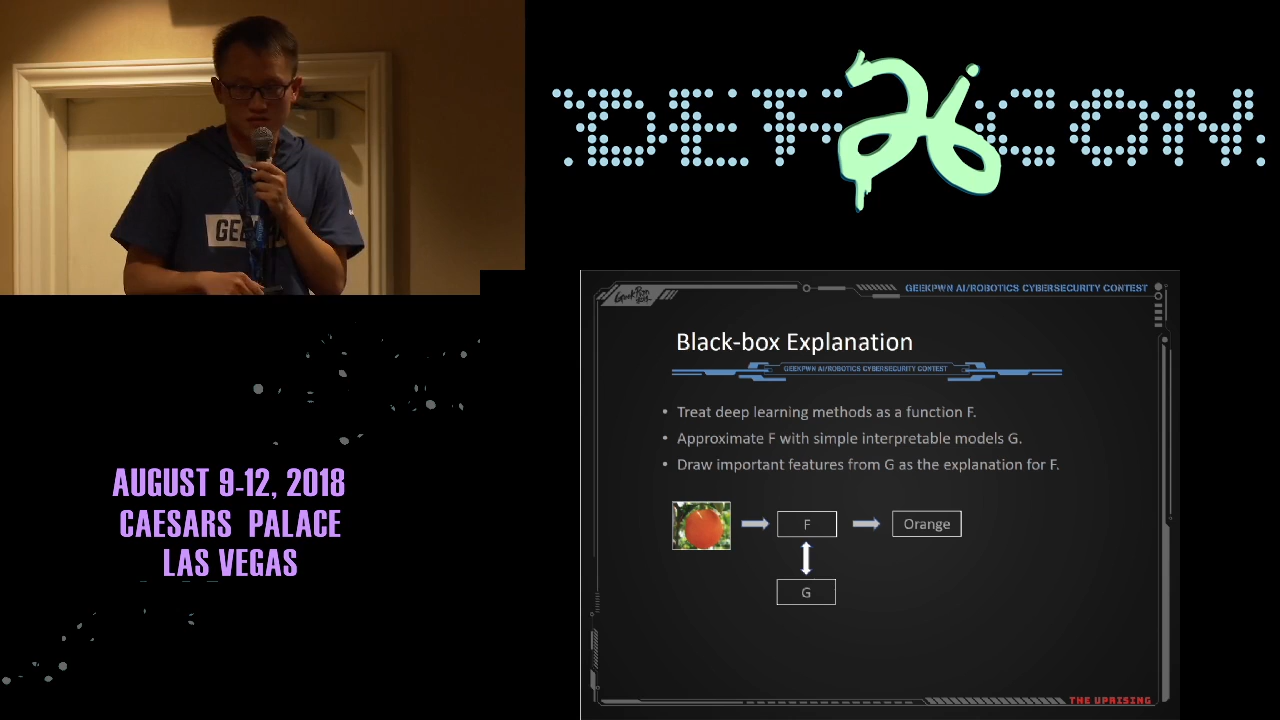 DEF CON
26
GEEKPWN AI/ROBOTICS CYBERSECURITY CONTEST
GeekPwn
Black-box Explanation
GEEKPWN AI/ROBOTICS CYBERSECURITY CONTEST
• Treat deep learning methods as a function F.
• Approximate F with simple interpretable models G.
• Draw important features from G as the explanation for F.
F
Orange
G
THE UPRISING
AUGUST 9-12, 2018
CAESARS PALACE
LAS VEGAS